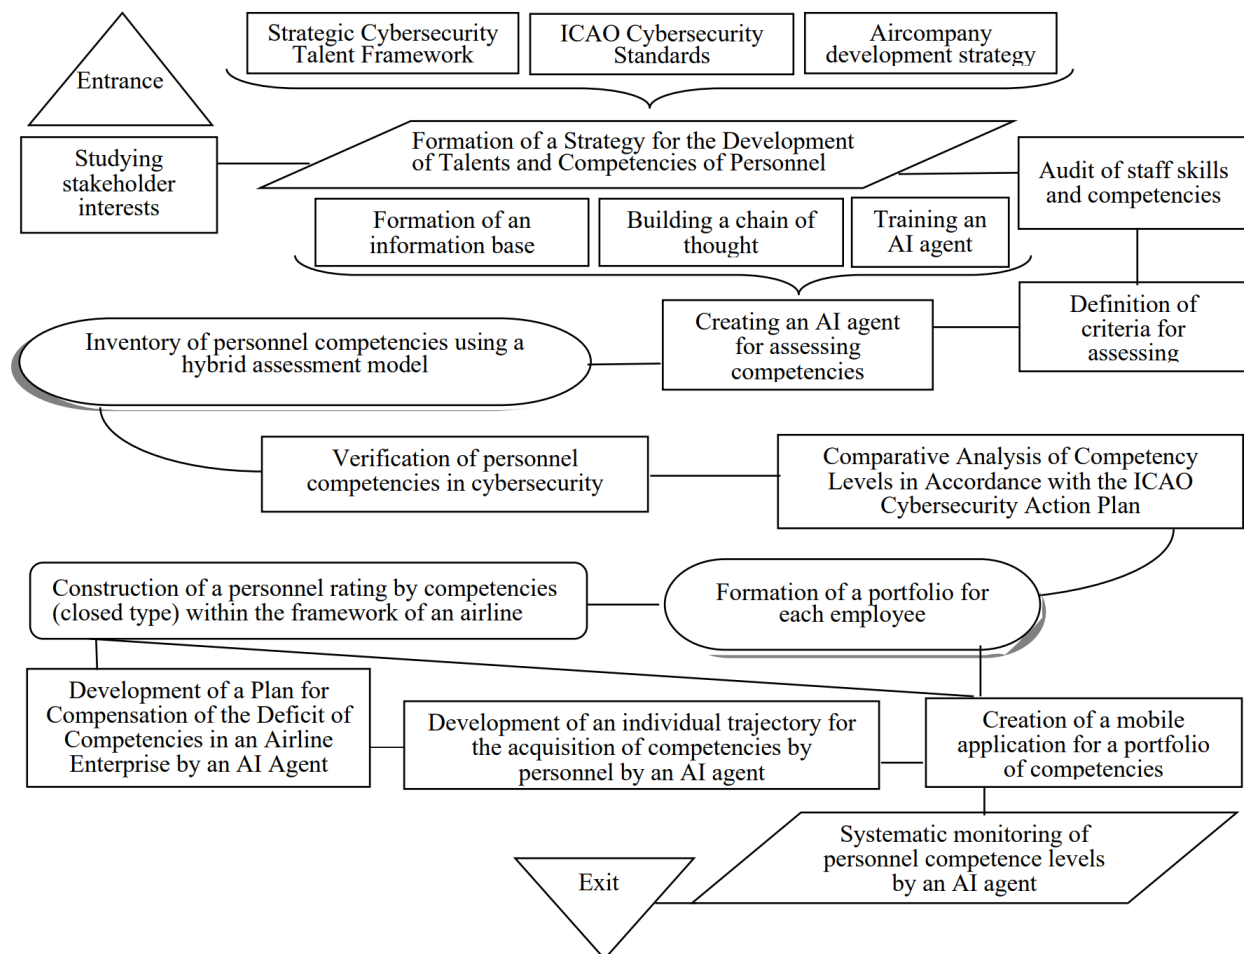 Entrance
Strategic Cybersecurity
Talent Framework
ICAO Cybersecurity
Standards
Aircompany
development strategy
Studying
stakeholder
interests
Formation of a Strategy for the Development
of Talents and Competencies of Personnel
Audit of staff skills
and competencies
Formation of an
information base
Building a chain of
thought
Training an
AI agent
Definition of
criteria for
assessing
Creating an AI agent
for assessing
competencies
Inventory of personnel competencies using a
hybrid assessment model
Verification of personnel
competencies in cybersecurity
Comparative Analysis of Competency
Levels in Accordance with the ICAO
Cybersecurity Action Plan
Formation of a portfolio for
each employee
Construction of a personnel rating by competencies
(closed type) within the framework of an airline
Development of a Plan for
Compensation of the Deficit of
Competencies in an Airline
Enterprise by an AI Agent
Development of an individual trajectory for
the acquisition of competencies by
personnel by an AI agent
Creation of a mobile
application for a portfolio
of competencies
Systematic monitoring of
personnel competence levels
by an AI agent
Exit